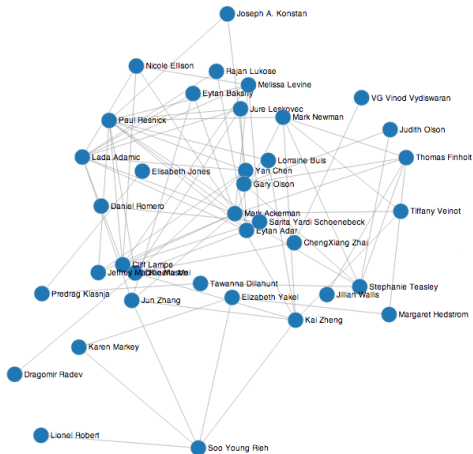 Joseph A. Konstan
Nicole Ellison
Rajan Lukose
Melissa Levine
Eytan Bakshy
VG Vinod Vydiswaran
Jure Leskovec
Mark Newman
Paul Resnick
Judith Olson
Lada Adamic
Lorraine Buis
Thomas Finholt
Elisabeth Jones
Yan Chen
Gary Olson
Daniel Romero
Mark Ackerman
Tiffany Veinot
Sarita Yardi Schoenebeck
Eytan Adar
ChengXiang Zhai
Cliff Lampe
Jeffrey
Tawanna Dillahunt
Stephanie Teasley
Predrag Klasnja
Jun Zhang
Elizabeth Yakel
Jillian Wallis
Margaret Hedstrom
Kai Zheng
Karen Markey
Dragomir Radev
Lionel Robert
Soo Young Rieh